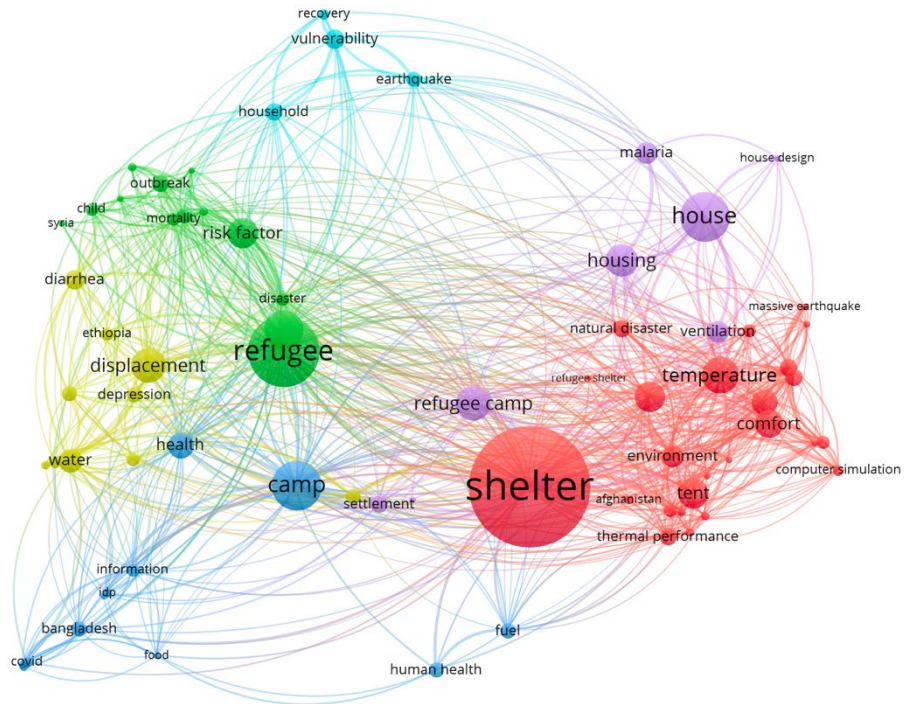 recovery
vulnerability
earthquake
household
malaria
house design
outbreak
child
syria
mortality
risk factor
house
housing
diarrhea
disaster
massive earthquake
ethiopia
natural disaster
ventilation
refugee
displacement
refugee shelter
temperature
depression
refugee camp
comfort
health
water
environment
computer simulation
camp
shelter
tent
settlement
afghanistan
thermal performance
information
idp
bangladesh
fuel
covid
food
human health